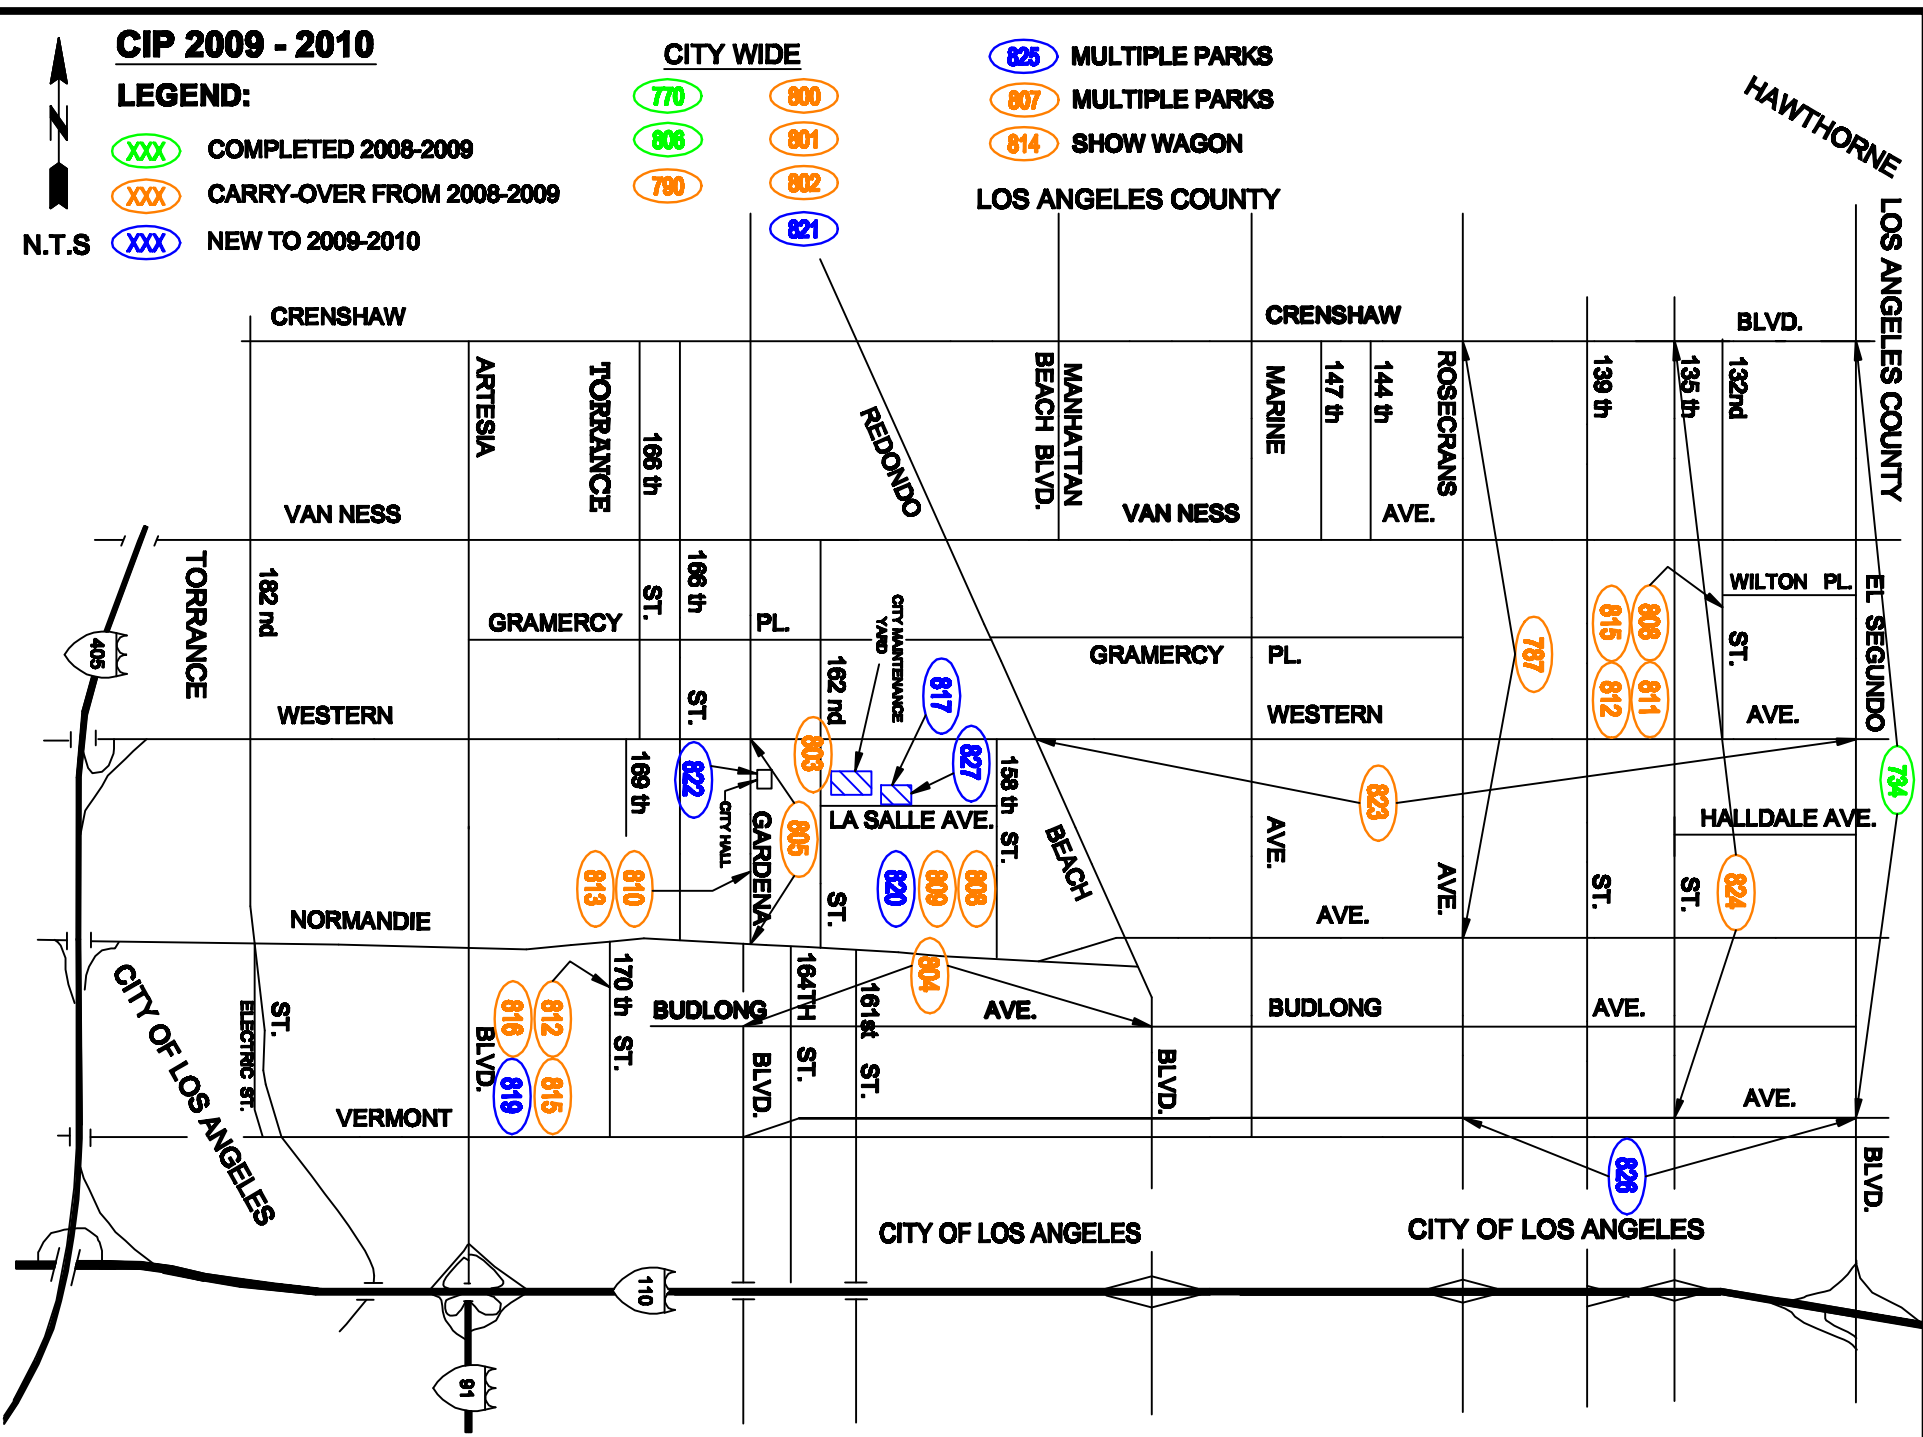 CIP 2009 - 2010
LEGEND:
XXX COMPLETED 2008-2009
XXX CARRY-OVER FROM 2008-2009
XXX NEW TO 2009-2010
N
N.T.S
CITY WIDE
770 800
806 801
790 802
821
825 MULTIPLE PARKS
807 MULTIPLE PARKS
814 SHOW WAGON
LOS ANGELES COUNTY
HAWTHORNE
LOS ANGELES COUNTY
CRENSHAW
CRENSHAW
BLVD.
ARTESIA
TORRANCE
166 th
REDONDO
MANHATTAN
BEACH BLVD.
MARINE
147 th
144 th
ROSECRANS
139 th
135 th
132nd
VAN NESS
VAN NESS
AVE.
TORRANCE
182 nd
ST.
166 th
CITY MAINTENANCE
YARD
WILTON PL.
EL SEGUNDO
GRAMERCY
PL.
GRAMERCY
PL.
405
787
815
806
812
811
ST.
817
162 nd
ST.
WESTERN
WESTERN
AVE.
803
827
822
169 th
158 th ST.
734
823
CITY HALL
GARDENA
805
LA SALLE AVE.
HALLDALE AVE.
BEACH
AVE.
AVE.
813
810
820
809
808
ST.
ST.
ST.
824
NORMANDIE
AVE.
804
CITY OF LOS ANGELES
ST.
ELECTRIC ST.
816
812
170 th ST.
164TH ST.
161st ST.
BUDLONG
AVE.
BUDLONG
AVE.
BLVD.
819
815
BLVD.
BLVD.
VERMONT
AVE.
826
BLVD.
CITY OF LOS ANGELES
CITY OF LOS ANGELES
110
91